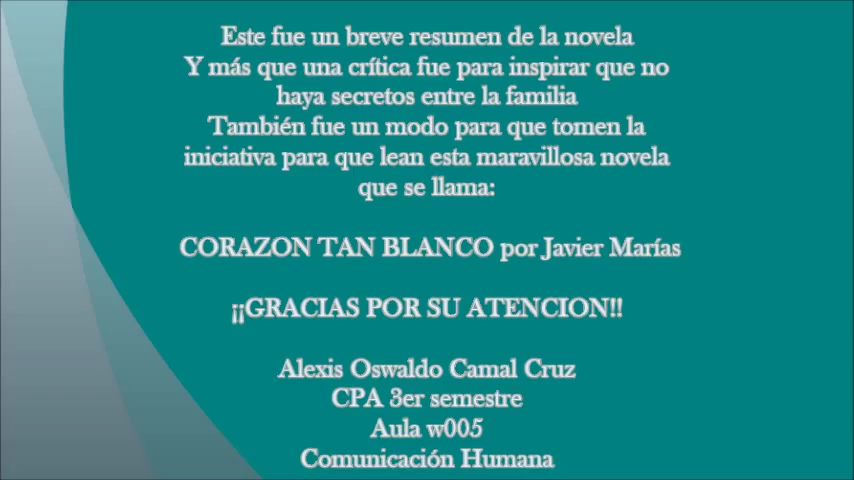 Este fue un breve resumen de la novela
Y más que una crítica fue para inspirar que no
haya secretos entre la familia
También fue un modo para que tomen la
iniciativa para que lean esta maravillosa novela
que se llama:
CORAZON TAN BLANCO por Javier Marías
¡¡GRACIAS POR SU ATENCION!!
Alexis Oswaldo Camal Cruz
CPA 3er semestre
Aula w005
Comunicación Humana